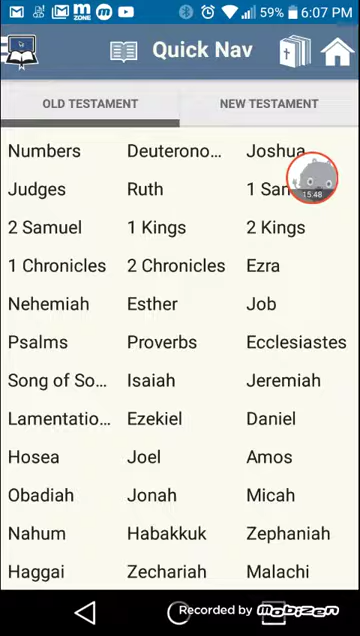 59% 6:07 PM
Quick Nav
OLD TESTAMENT NEW TESTAMENT
Numbers Deuterono... Joshua
Judges Ruth 1 Sam
2 Samuel 1 Kings 2 Kings
1 Chronicles 2 Chronicles Ezra
Nehemiah Esther Job
Psalms Proverbs Ecclesiastes
Song of So... Isaiah Jeremiah
Lamentatio... Ezekiel Daniel
Hosea Joel Amos
Obadiah Jonah Micah
Nahum Habakkuk Zephaniah
Haggai Zechariah Malachi
15:48
Recorded by MOBIZEN